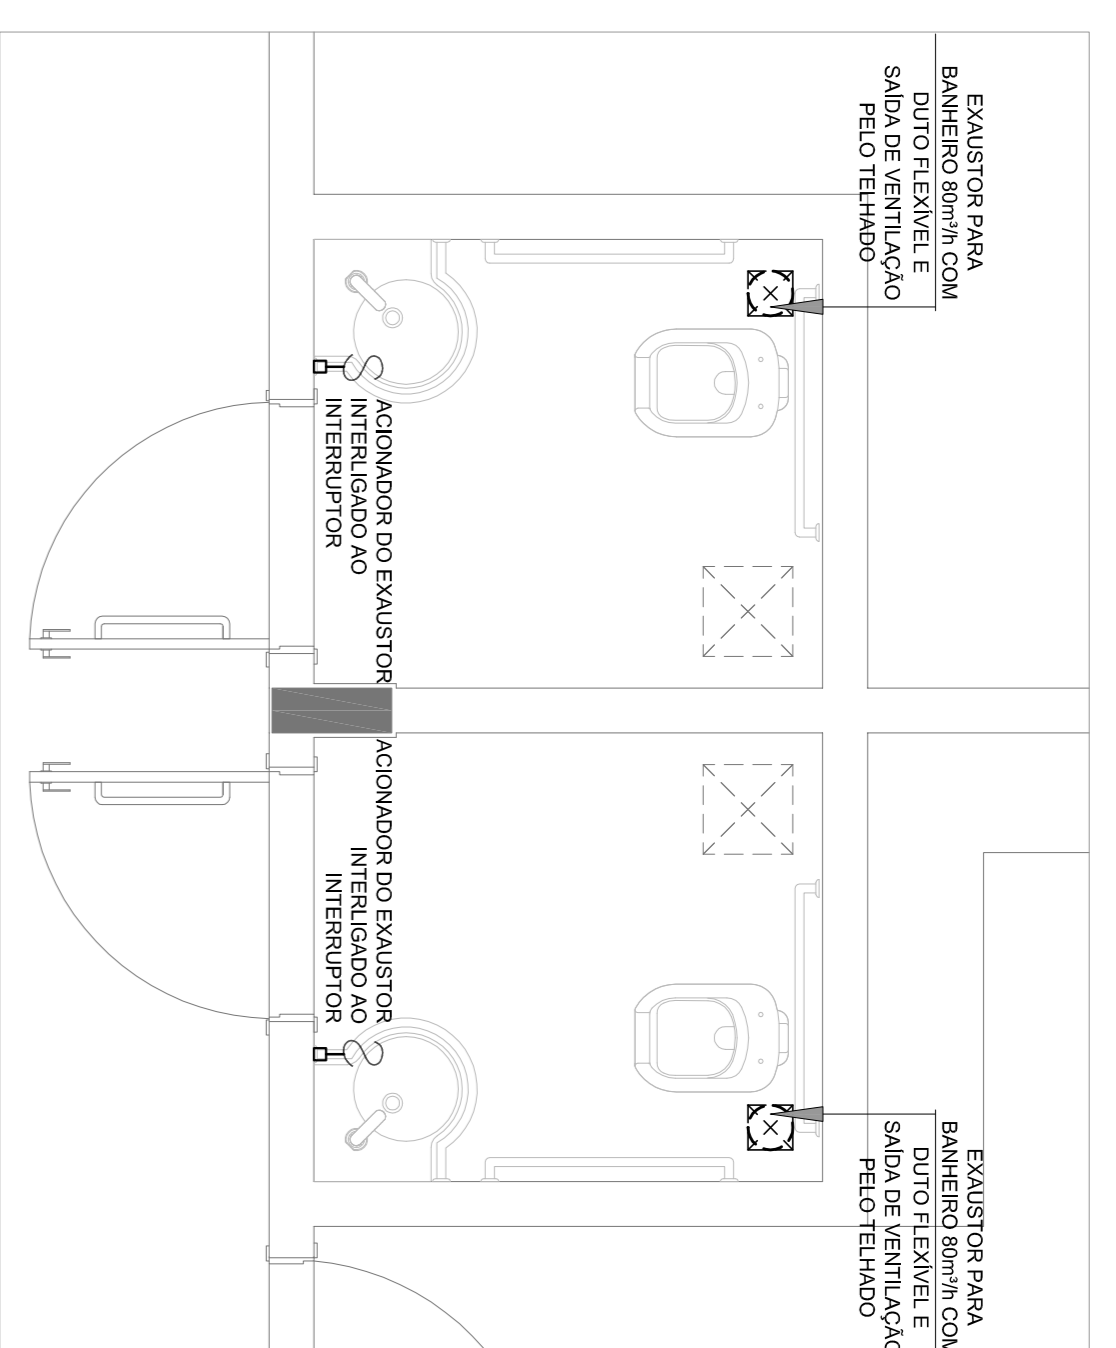 EXAUSTOR PARA
BANHEIRO 80m³/h COM
DUTO FLEXÍVEL E
SAÍDA DE VENTILAÇÃO
PELO TELHADO
ACIONADOR DO EXAUSTOR
INTERLIGADO AO
INTERRUPTOR
ACIONADOR DO EXAUSTOR
INTERLIGADO AO
INTERRUPTOR
EXAUSTOR PARA
BANHEIRO 80m³/h COM
DUTO FLEXÍVEL E
SAÍDA DE VENTILAÇÃO
PELO TELHADO